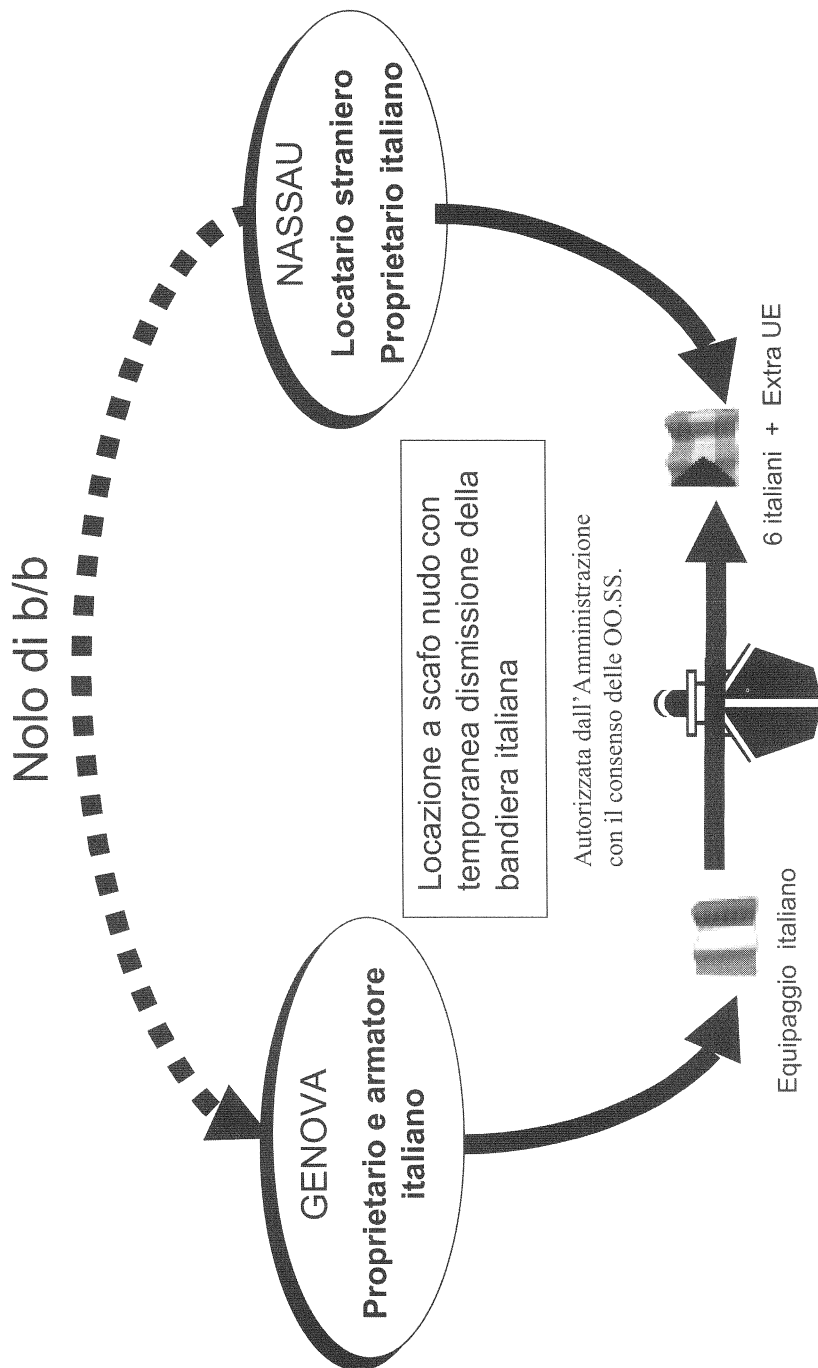 Nolo di b/b
GENOVA
Proprietario e armatore
italiano
NASSAU
Locatario straniero
Proprietario italiano
Locazione a scafo nudo con
temporanea dismissione della
bandiera italiana
Autorizzata dall'Amministrazione
con il consenso delle OO.SS.
Equipaggio italiano
6 italiani + Extra UE